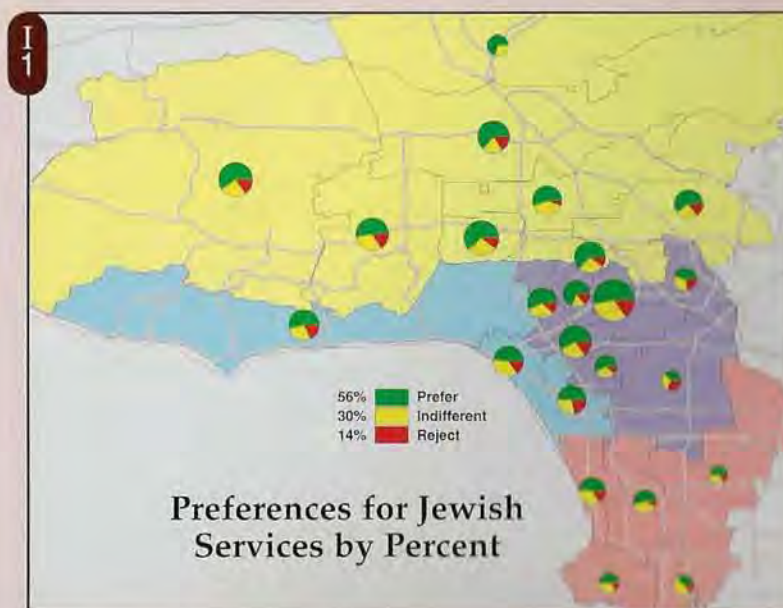 I
1
56% Prefer
30% Indifferent
14% Reject
Preferences for Jewish
Services by Percent